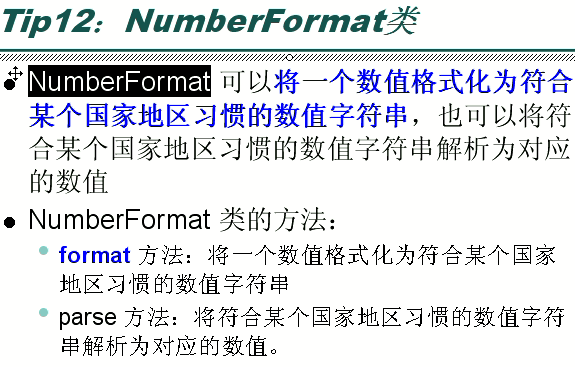 Tip12：NumberFormat类
NumberFormat 可以将一个数值格式化为符合
某个国家地区习惯的数值字符串，也可以将符
合某个国家地区习惯的数值字符串解析为对应
的数值
NumberFormat 类的方法：
format 方法：将一个数值格式化为符合某个国家
地区习惯的数值字符串
parse 方法：将符合某个国家地区习惯的数值字符
串解析为对应的数值。